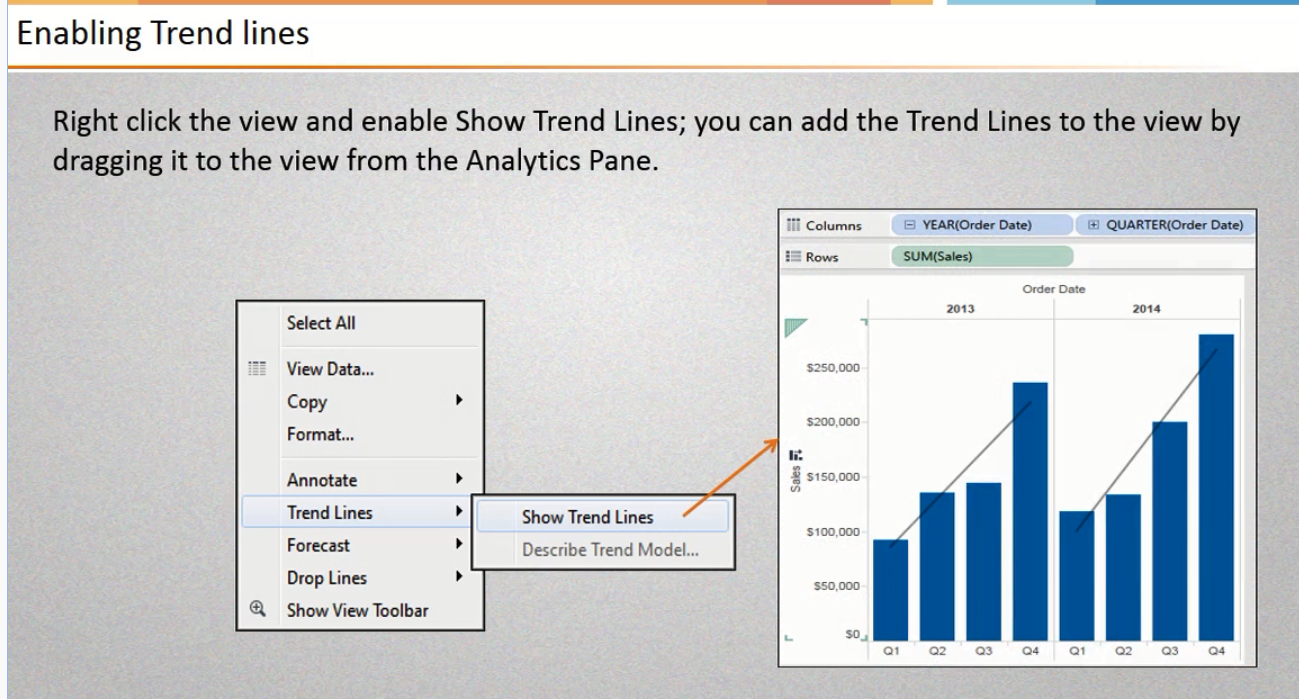 Enabling Trend lines
Right click the view and enable Show Trend Lines; you can add the Trend Lines to the view by
dragging it to the view from the Analytics Pane.
Select All
View Data...
Copy
Format...
Annotate
Trend Lines
Forecast
Drop Lines
Show View Toolbar
Show Trend Lines
Describe Trend Model...
Columns YEAR(Order Date) QUARTER(Order Date)
Rows SUM(Sales)
Order Date
2013 2014
Sales
$250,000
$200,000
$150,000
$100,000
$50,000
$0
Q1 Q2 Q3 Q4 Q1 Q2 Q3 Q4